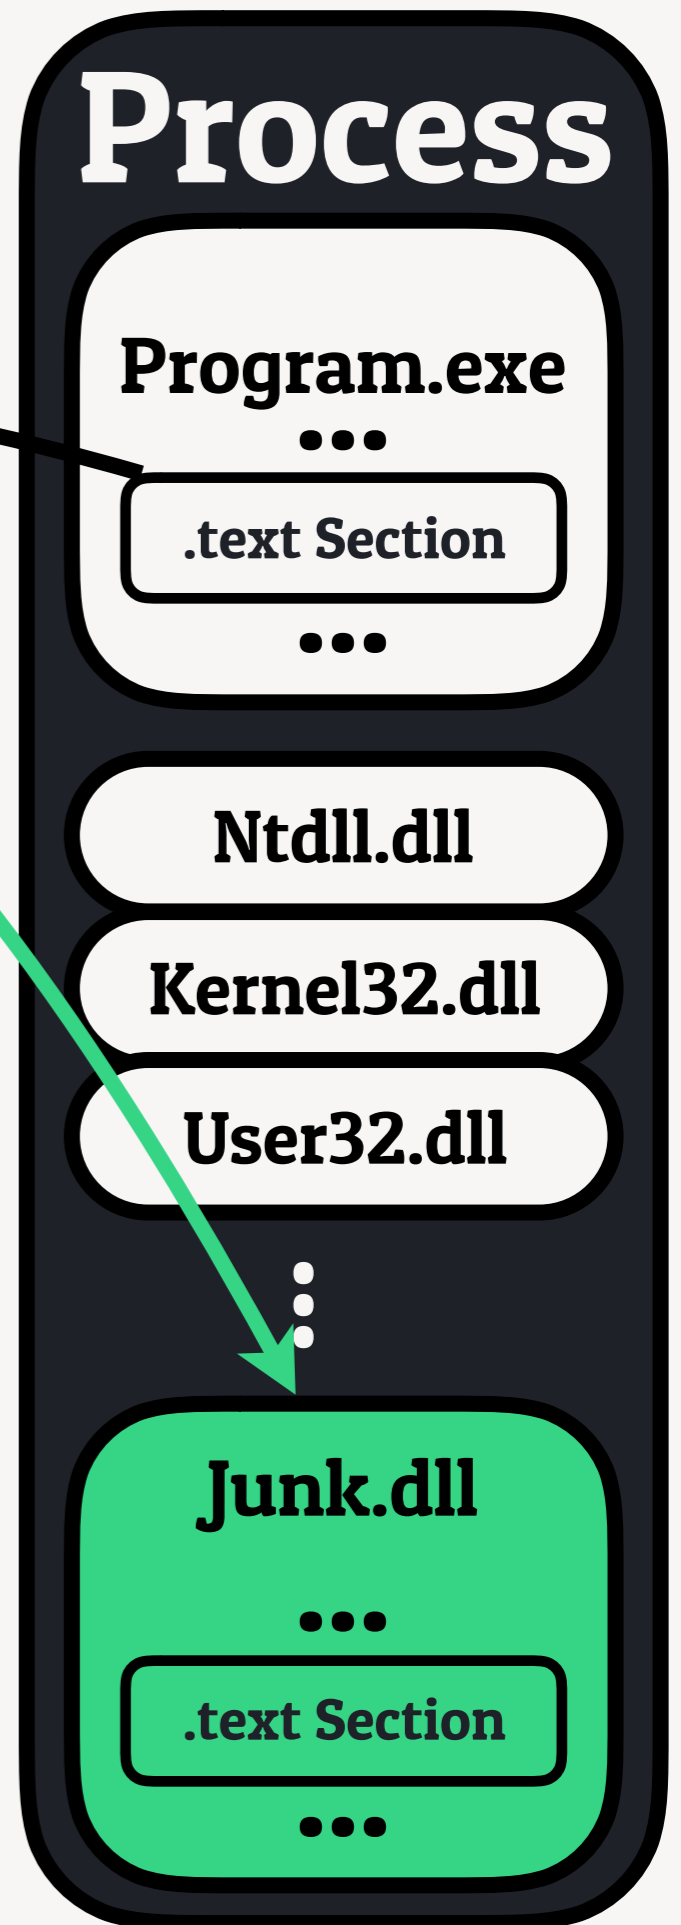 Process
Program.exe
...
.text Section
...
Ntdll.dll
Kernel32.dll
User32.dll
...
Junk.dll
...
.text Section
...